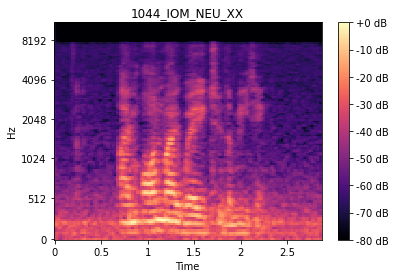 1044_IOM_NEU_XX
+0 dB
8192
-10 dB
4096
-20 dB
-30 dB
Hz
2048
-40 dB
1024
-50 dB
512
-60 dB
-70 dB
0
-80 dB
0 0.5 1 1.5 2 2.5
Time